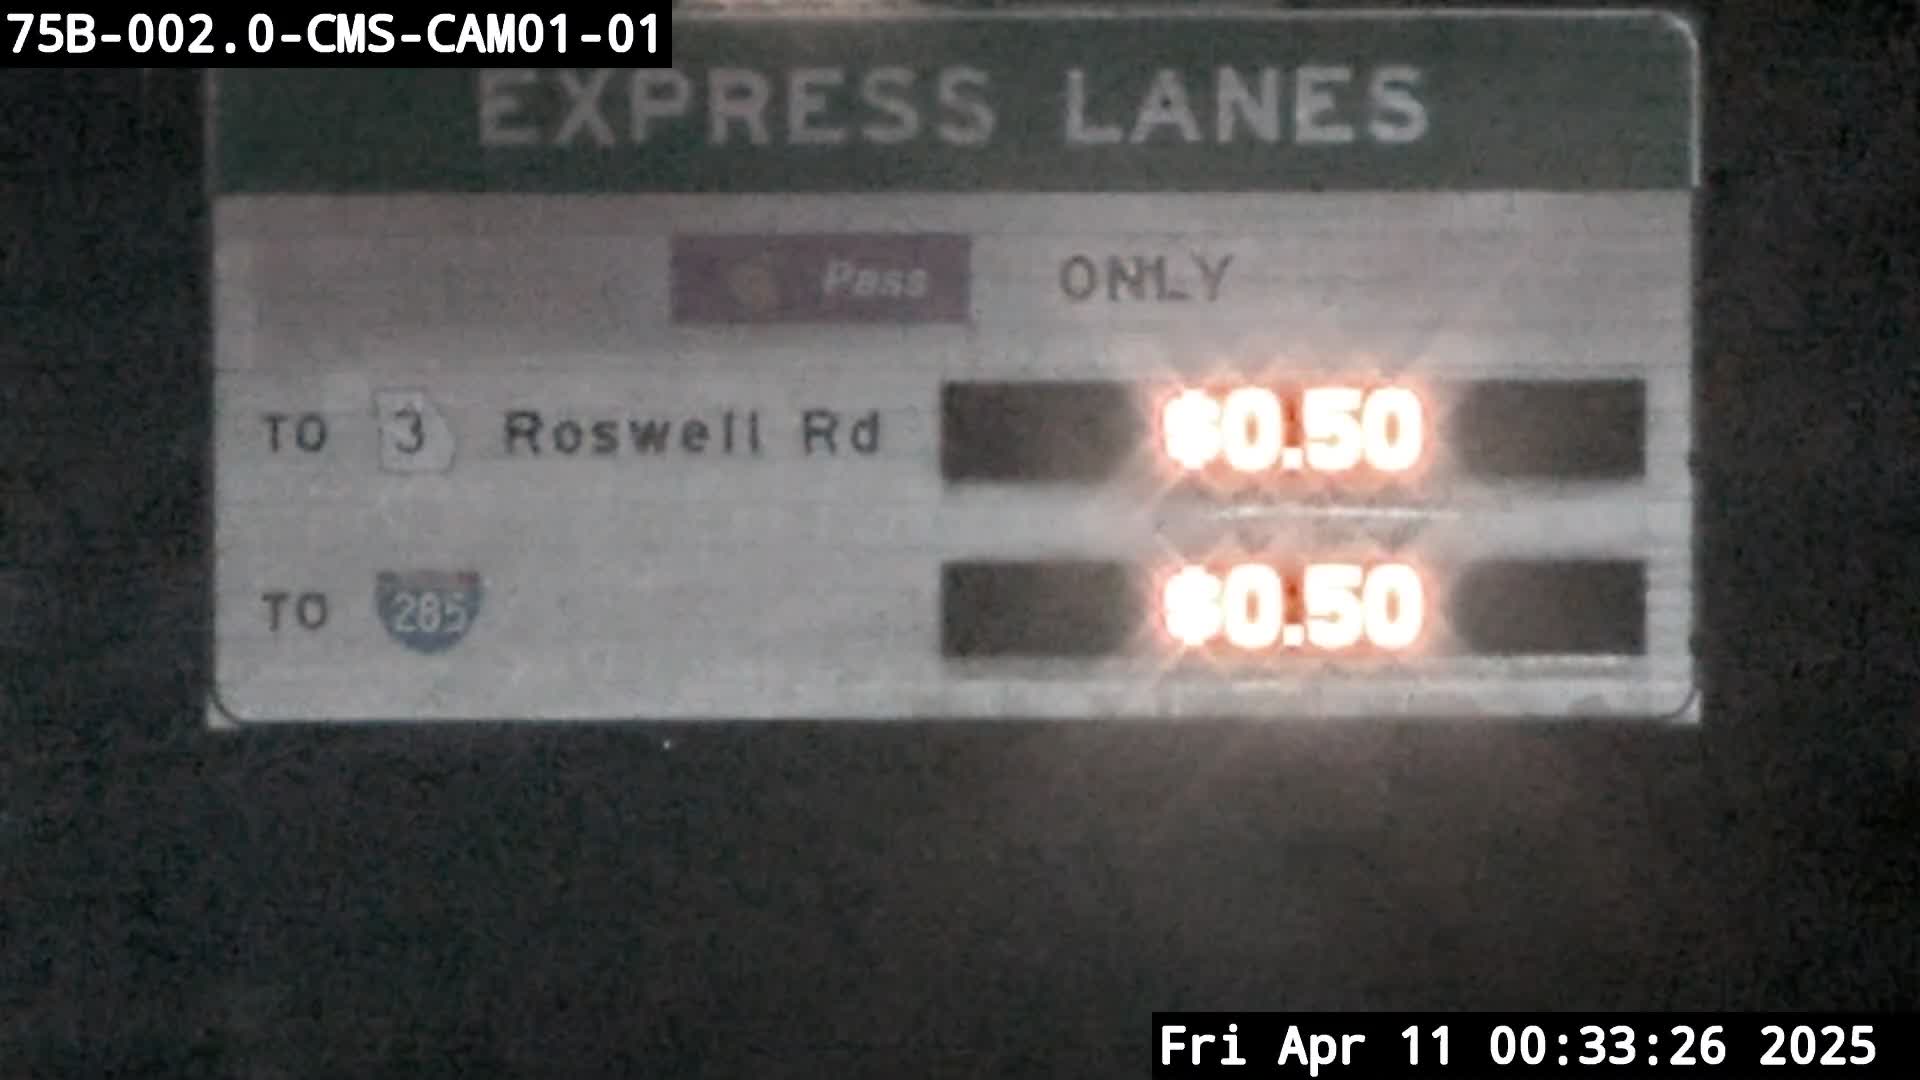 75B-002.0-CMS-CAM01-01
EXPRESS LANES
Pass ONLY
TO 3 Roswell Rd $0.50
TO 285 $0.50
Fri Apr 11 00:33:26 2025